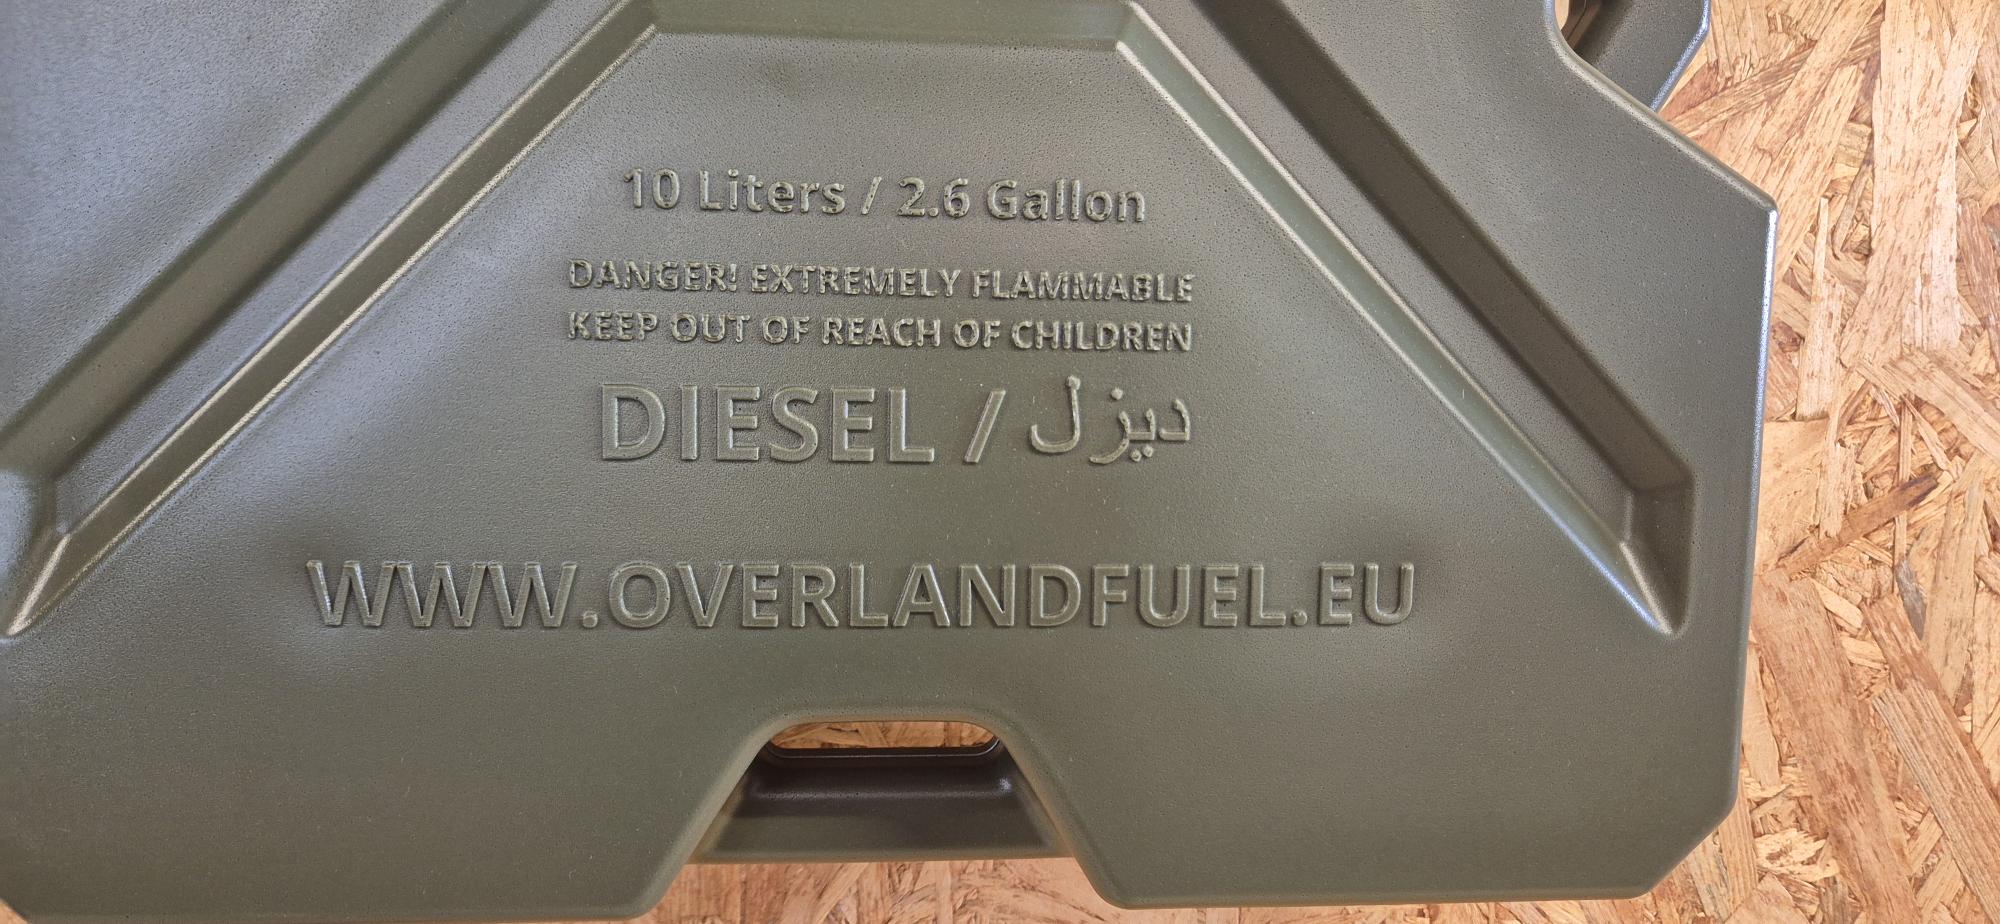 10 Liters / 2.6 Gallon
DANGER! EXTREMELY FLAMMABLE
KEEP OUT OF REACH OF CHILDREN
DIESEL / ديزل
WWW.OVERLANDFUEL.EU